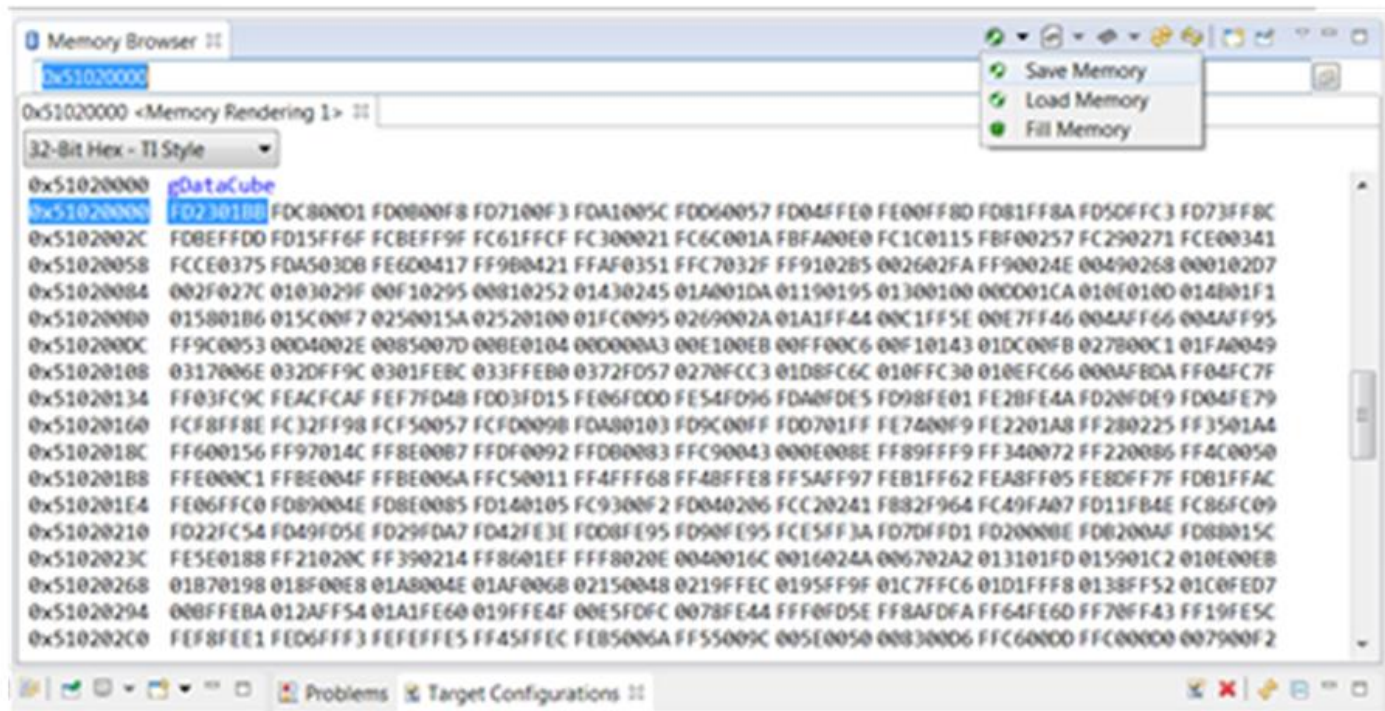 Memory Browser
0x51020000
Save Memory
Load Memory
Fill Memory
0x51020000 <Memory Rendering 1>
32-Bit Hex - TI Style
0x51020000 gDataCube
0x51020000 FD2301BB FDC800D1 FD0B00F8 FD7100F3 FDA1005C FDD60057 FD04FFE0 FE00FF8D FD81FF8A FD5DFFC3 FD73FF8C
0x5102002C FDBEFFDD FD15FF6F FCBEFF9F FC61FFCF FC300021 FC6C001A FBFA00E0 FC1C0115 FBF00257 FC290271 FCE00341
0x51020058 FCCE0375 FDA503DB FE6D0417 FF9B0421 FFAF0351 FFC7032F FF9102B5 002602FA FF90024E 00490268 000102D7
0x51020084 002F027C 0103029F 00F10295 00810252 01430245 01A001DA 01190195 01300100 00DD01CA 010E010D 014B01F1
0x510200B0 015801B6 015C00F7 0250015A 02520100 01FC0095 0269002A 01A1FF44 00C1FF5E 00E7FF46 004AFF66 004AFF95
0x510200DC FF9C0053 00D4002E 0085007D 00BE0104 00D000A3 00E100EB 00FF00C6 00F10143 01DC00FB 027B00C1 01FA0049
0x51020108 0317006E 032DFF9C 0301FEBC 033FFEB0 0372FD57 0270FCC3 01D8FC6C 010FFC30 010EFC66 000AFBDA FF04FC7F
0x51020134 FF03FC9C FEACFCAF FEF7FD4B FDD3FD15 FE06FDDD FE54FD96 FDA0FDE5 FD98FE01 FE2BFE4A FD20FDE9 FD04FE79
0x51020160 FCF8FF8E FC32FF98 FCF50057 FCFD009B FDA80103 FD9C00FF FDD701FF FE7400F9 FE2201A8 FF280225 FF3501A4
0x5102018C FF600156 FF97014C FF8E00B7 FFDF0092 FFDB0083 FFC90043 000E008E FF89FFF9 FF340072 FF220086 FF4C0050
0x510201B8 FFE000C1 FFBE004F FFBE006A FFC50011 FF4FFF68 FF4BFFE8 FF5AFF97 FEB1FF62 FEA8FF05 FE8DFF7F FDB1FFAC
0x510201E4 FE06FFC0 FD89004E FD8E0085 FD140105 FC9300F2 FD040206 FCC20241 FB82F964 FC49FA07 FD11FB4E FC86FC09
0x51020210 FD22FC54 FD49FD5E FD29FDA7 FD42FE3E FDD8FE95 FD90FE95 FCE5FF3A FD7DFFD1 FD2000BE FDB200AF FD8B015C
0x5102023C FE5E0188 FF21020C FF390214 FF8601EF FFF8020E 0040016C 0016024A 006702A2 013101FD 015901C2 010E00EB
0x51020268 01B70198 018F00E8 01A8004E 01AF006B 02150048 0219FFEC 0195FF9F 01C7FFC6 01D1FFF8 0138FF52 01C0FED7
0x51020294 00BFFEBA 012AFF54 01A1FE60 019FFE4F 00E5FDFC 0078FE44 FFF0FD5E FF8AFDFA FF64FE6D FF70FF43 FF19FE5C
0x510202C0 FEF8FEE1 FED6FFF3 FEFEFFE5 FF45FFEC FEB5006A FF55009C 005E0050 008300D6 FFC600DD FFC000D0 007900F2
Problems Target Configurations